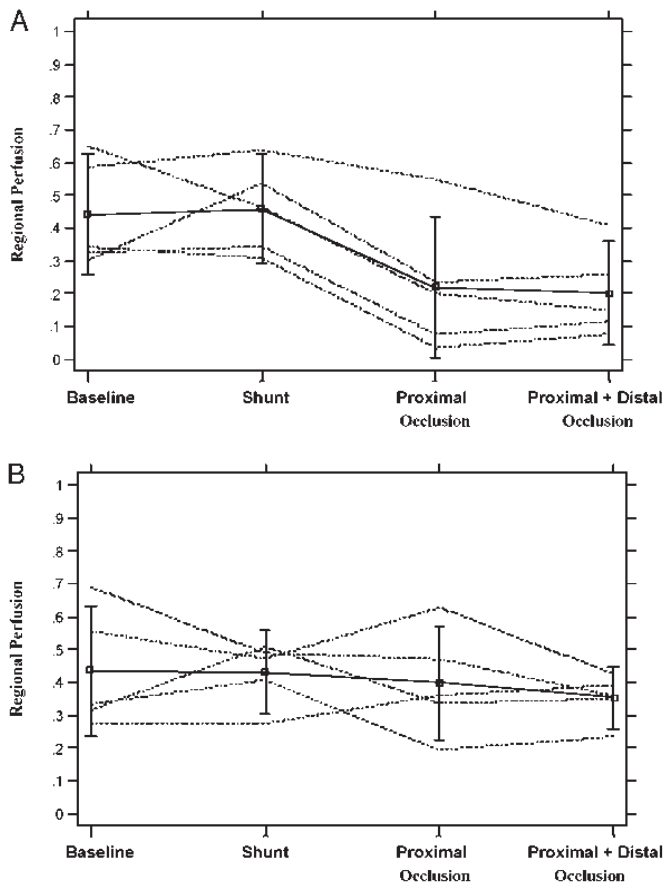 A
1
.9
.8
.7
.6
.5
.4
.3
.2
.1
0
Regional Perfusion
Baseline Shunt Proximal Proximal + Distal
Occlusion Occlusion
B
1
.9
.8
.7
.6
.5
.4
.3
.2
.1
0
Regional Perfusion
Baseline Shunt Proximal Proximal + Distal
Occlusion Occlusion